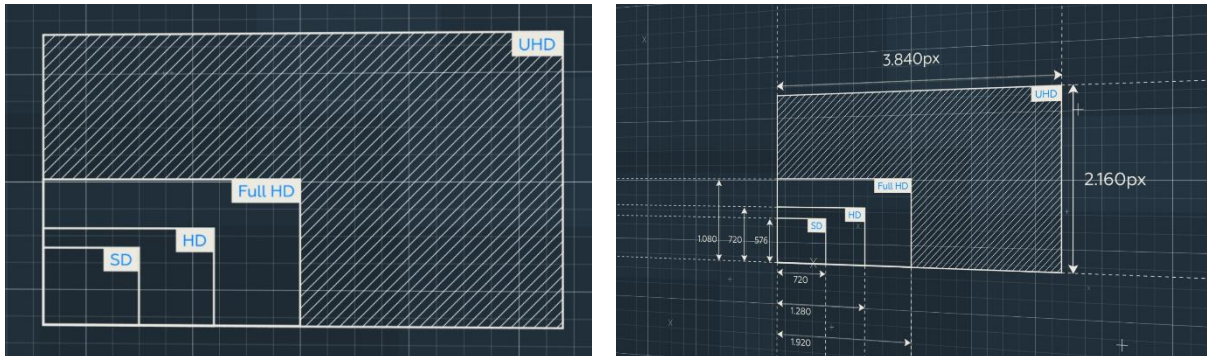 UHD
Full HD
HD
SD
3.840px
UHD
2.160px
Full HD
HD
SD
1.080
720
576
720
1.280
1.920